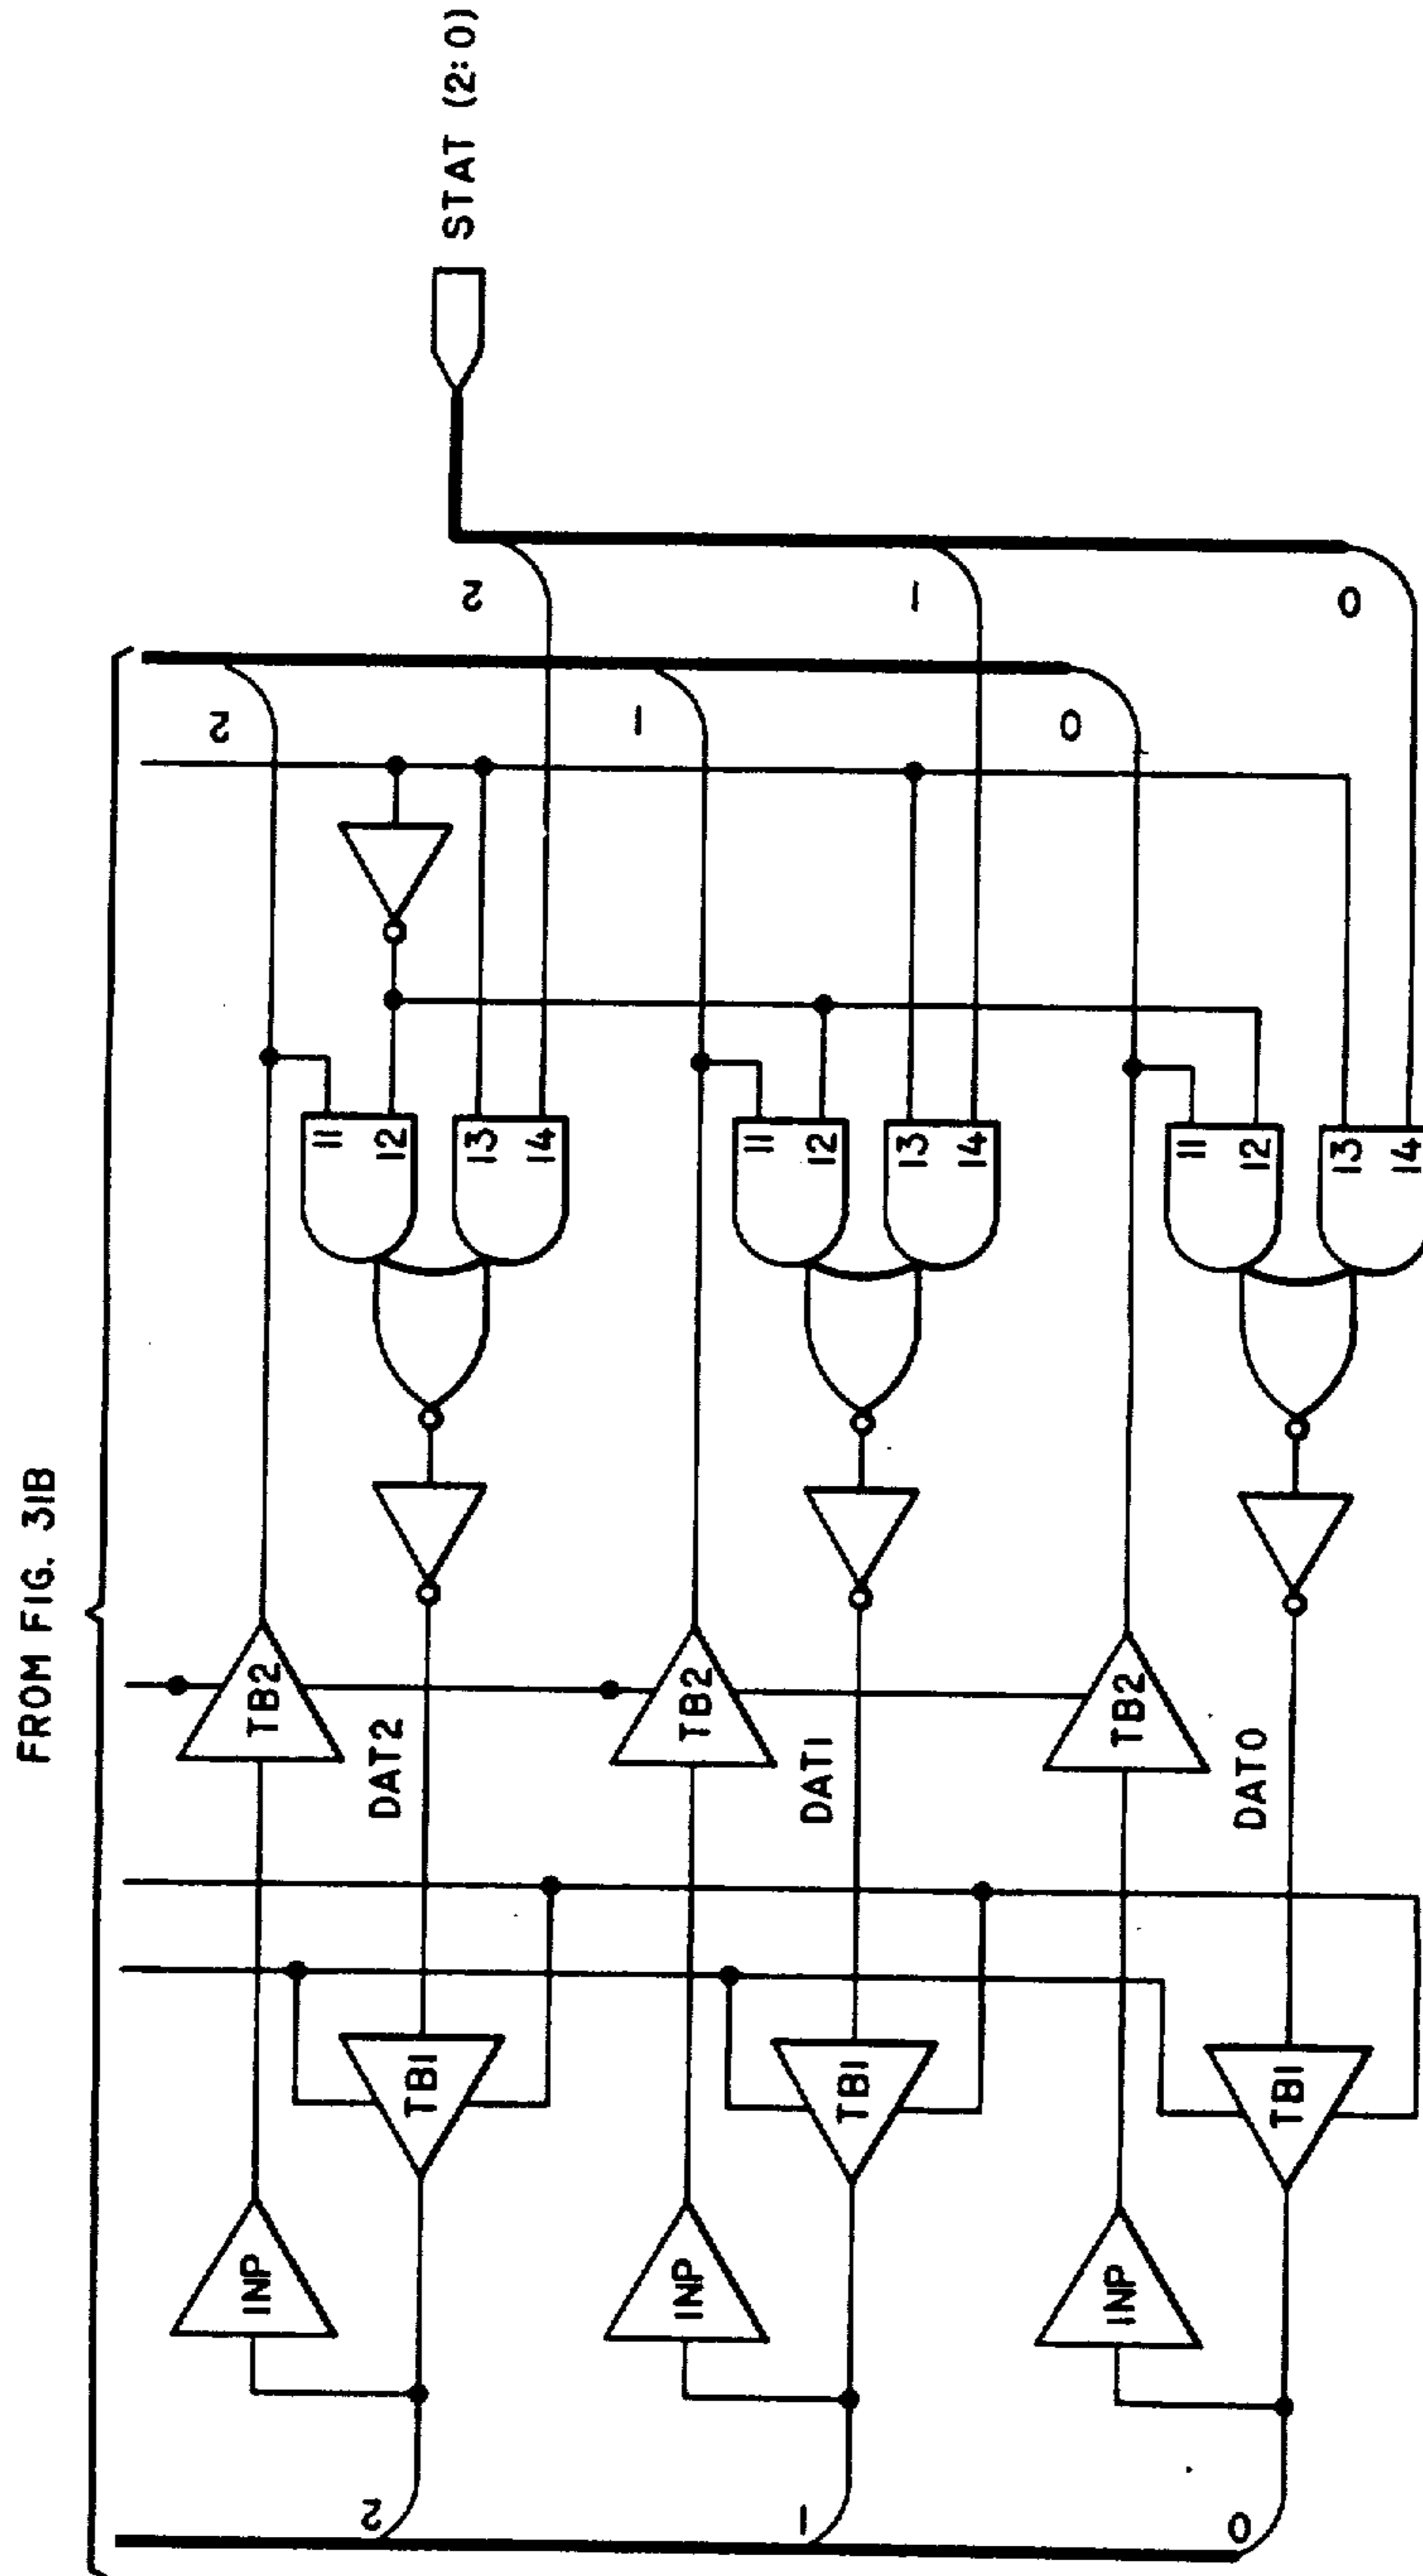 FROM FIG. 31B
2
INP
TB2
I1
I2
I3
I4
2
TB1
DAT2
2
STAT (2:0)
1
INP
TB2
I1
I2
I3
I4
1
TB1
DAT1
1
0
INP
TB2
I1
I2
I3
I4
0
TB1
DAT0
0